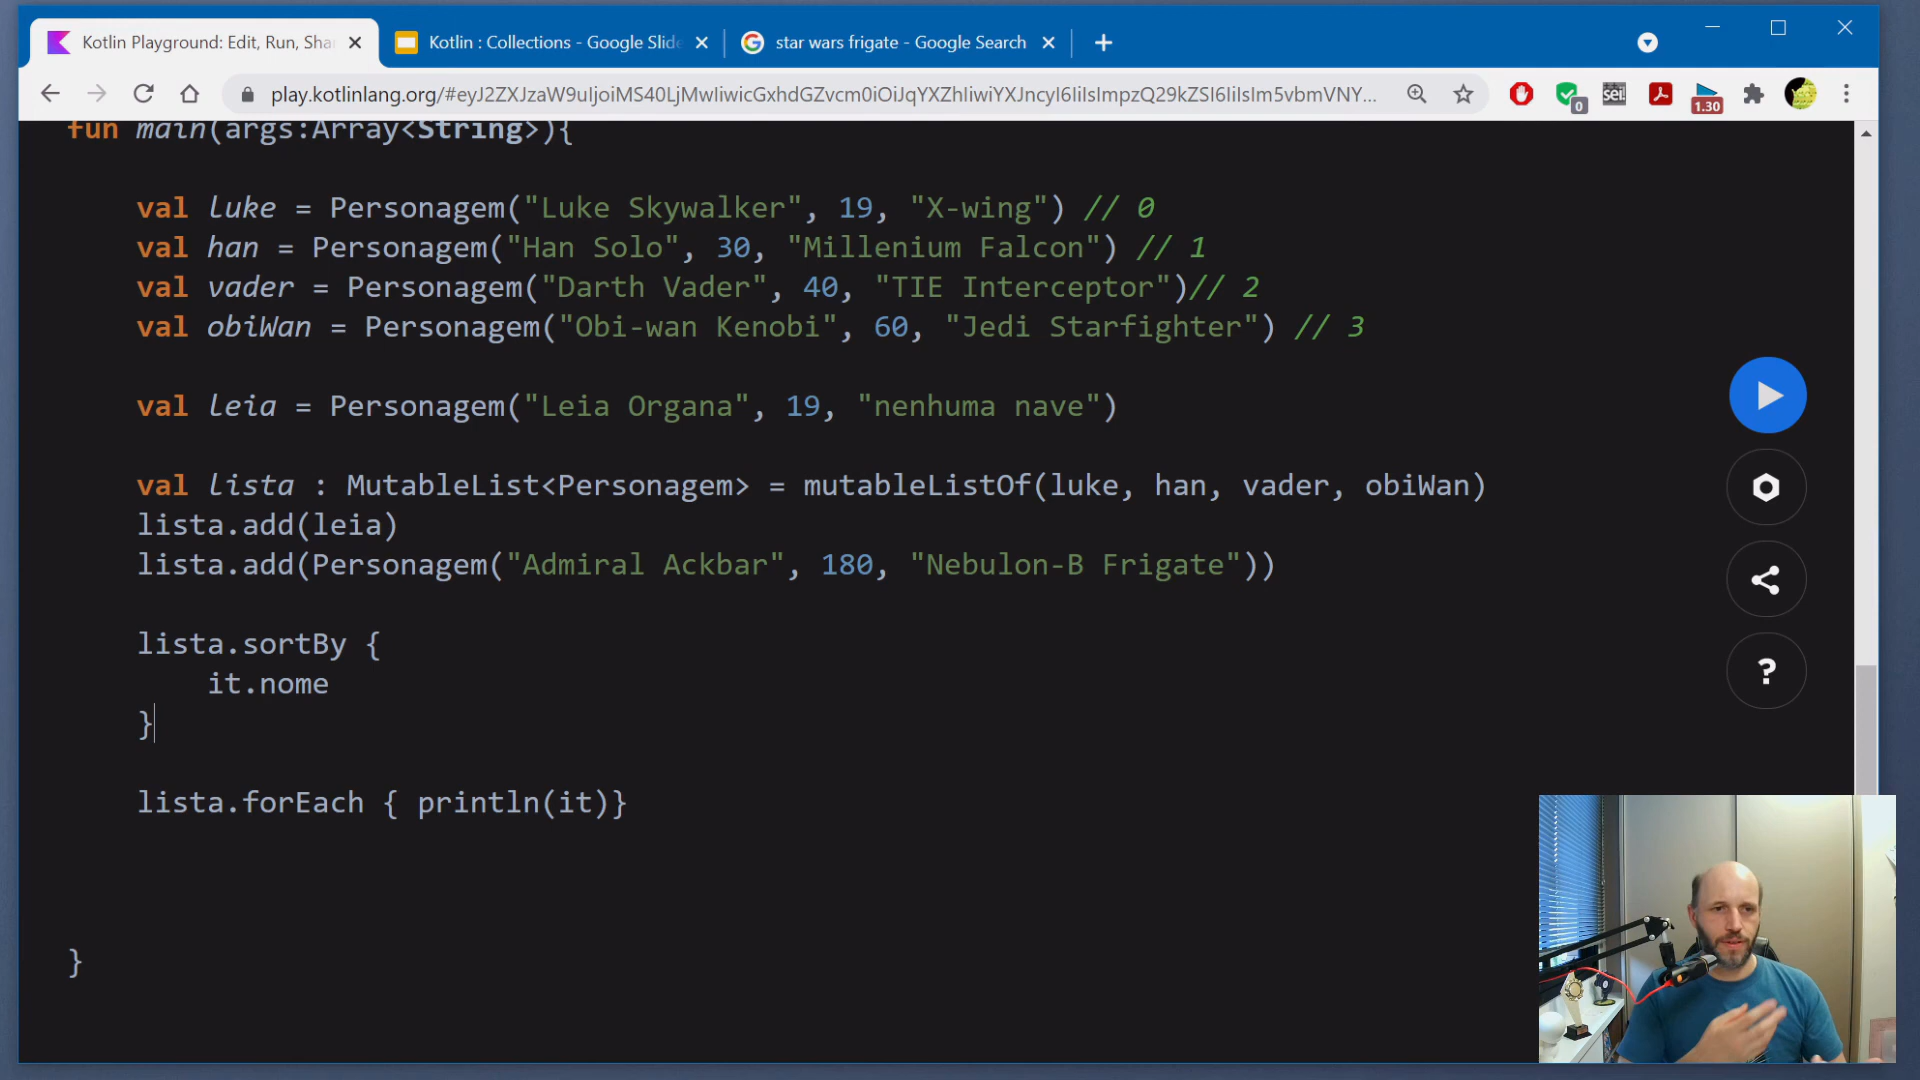 Kotlin Playground: Edit, Run, Sha
Kotlin : Collections - Google Slide
star wars frigate - Google Search
play.kotlinlang.org/#eyJ2ZXJzaW9uIjoiMS40LjMwIiwicGxhdGZvcm0iOiJqYXZhIiwiYXJncyI6IiIsImpzQ29kZSI6IiIsIm5vbmVNY...
0
sei!
1.30
fun main(args:Array<String>){
val luke = Personagem("Luke Skywalker", 19, "X-wing") // 0
val han = Personagem("Han Solo", 30, "Millenium Falcon") // 1
val vader = Personagem("Darth Vader", 40, "TIE Interceptor")// 2
val obiWan = Personagem("Obi-wan Kenobi", 60, "Jedi Starfighter") // 3
val leia = Personagem("Leia Organa", 19, "nenhuma nave")
val lista : MutableList<Personagem> = mutableListOf(luke, han, vader, obiWan)
lista.add(leia)
lista.add(Personagem("Admiral Ackbar", 180, "Nebulon-B Frigate"))
lista.sortBy {
it.nome
}
lista.forEach { println(it)}
}
?